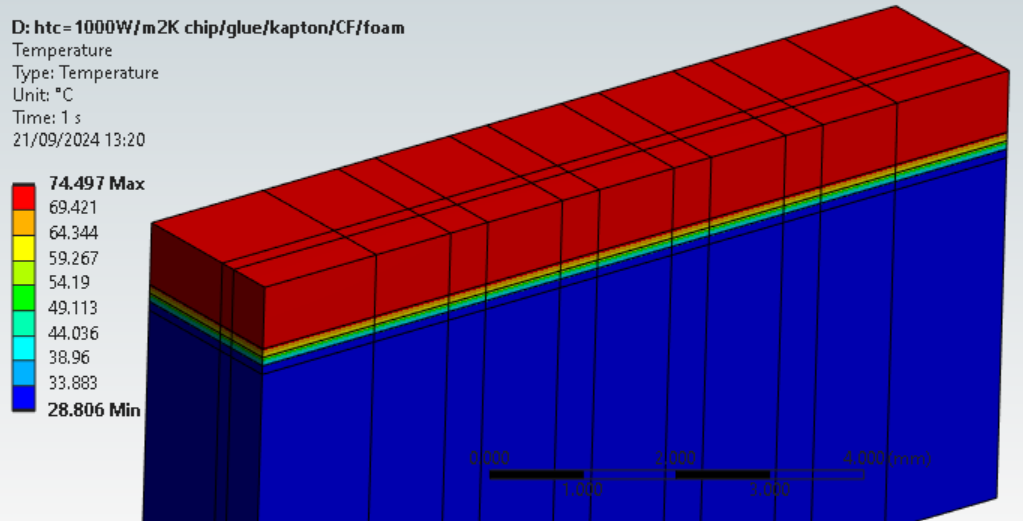 D: htc=1000W/m2K chip/glue/kapton/CF/foam
Temperature
Type: Temperature
Unit: °C
Time: 1 s
21/09/2024 13:20
74.497 Max
69.421
64.344
59.267
54.19
49.113
44.036
38.96
33.883
28.806 Min
0.000 2.000 4.000 (mm)
1.000 3.000